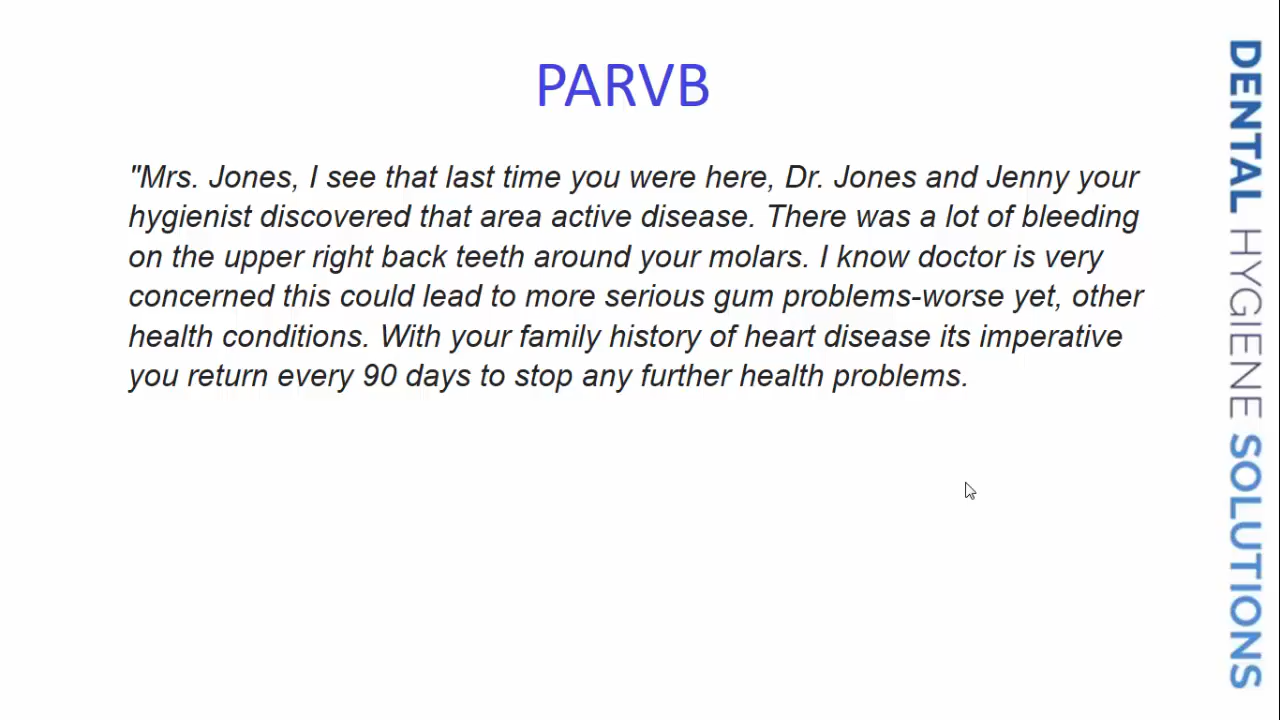 PARVB
"Mrs. Jones, I see that last time you were here, Dr. Jones and Jenny your
hygienist discovered that area active disease. There was a lot of bleeding
on the upper right back teeth around your molars. I know doctor is very
concerned this could lead to more serious gum problems-worse yet, other
health conditions. With your family history of heart disease its imperative
you return every 90 days to stop any further health problems.
DENTAL HYGIENE SOLUTIONS